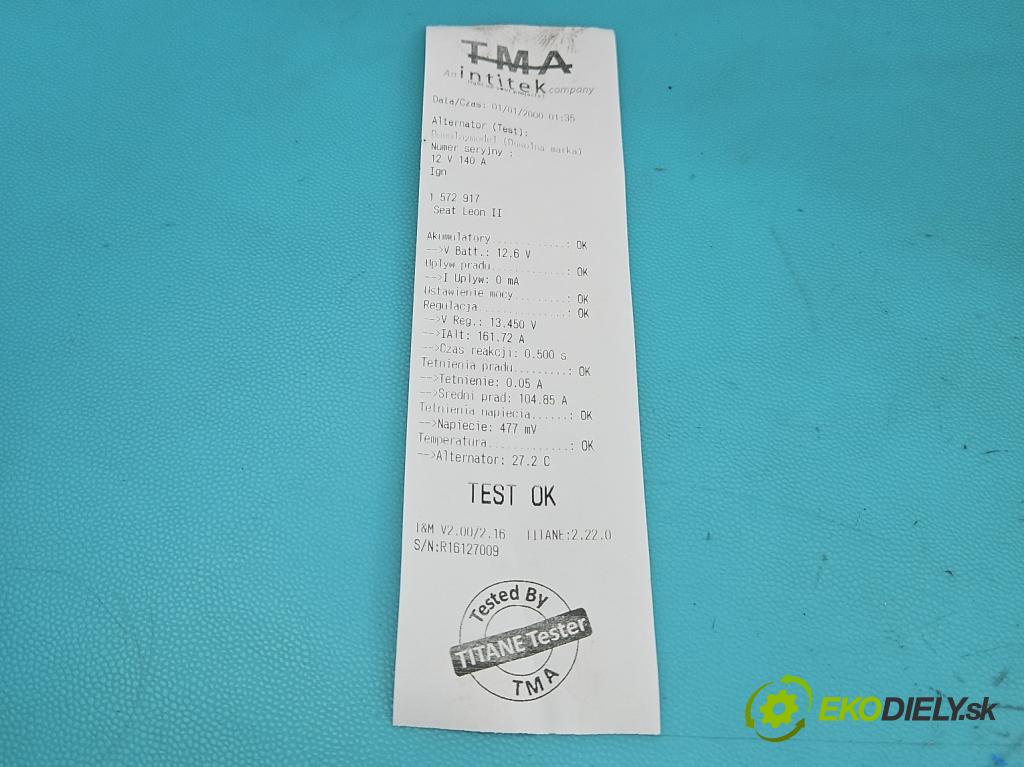 TMA
An intitek company
Data/Czas: 01/01/2000 01:35
Alternator (Test):
Dowolnymodel (Dowolna marka)
Numer seryjny :
12 V 140 A
Ign
1 572 917
Seat Leon II
Akumulatory............: OK
-->V Batt.: 12.6 V
Uplyw pradu............: OK
-->I Uplyw: 0 mA
Ustawienie mocy........: OK
Regulacja..............: OK
-->V Reg.: 13.450 V
-->IAlt: 161.72 A
-->Czas reakcji: 0.500 s
Tetnienia pradu........: OK
-->Tetnienie: 0.05 A
-->Sredni prad: 104.85 A
Tetnienia napiecia.....: OK
-->Napiecie: 477 mV
Temperatura............: OK
-->Alternator: 27.2 C
TEST OK
I&M V2.00/2.16 TITANE:2.22.0
S/N:R16127009
Tested By
TITANE Tester
TMA
EKODIELY.sk